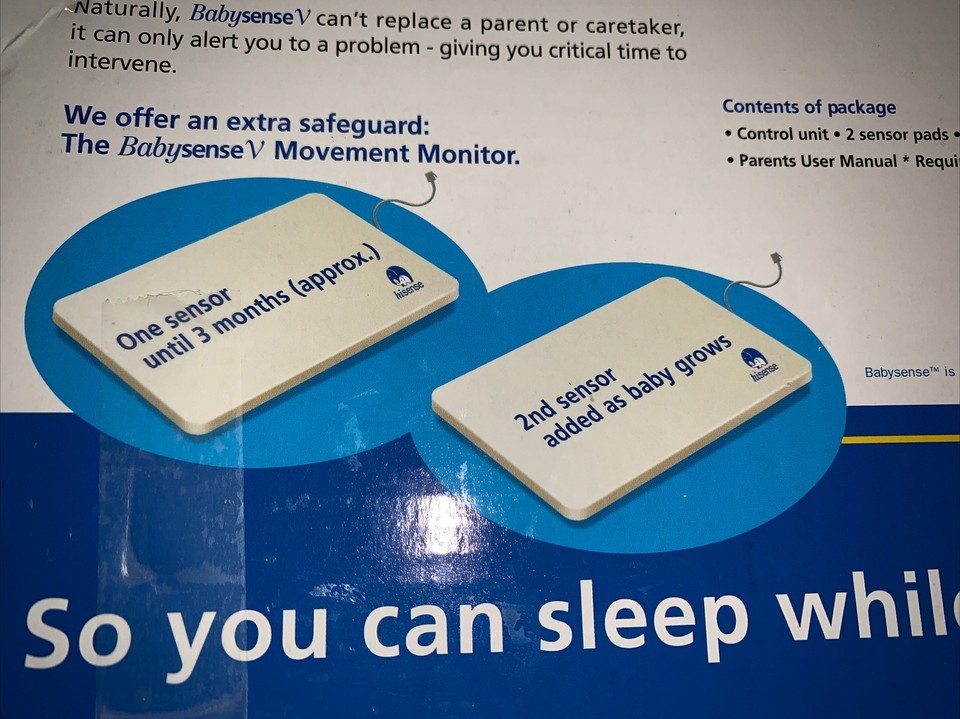 Naturally, BabysenseV can't replace a parent or caretaker,
it can only alert you to a problem - giving you critical time to
intervene.
We offer an extra safeguard:
The BabysenseV Movement Monitor.
Contents of package
• Control unit • 2 sensor pads •
• Parents User Manual * Requi
One sensor
until 3 months (approx.)
hisense
2nd sensor
added as baby grows
hisense
Babysense™ is
So you can sleep while